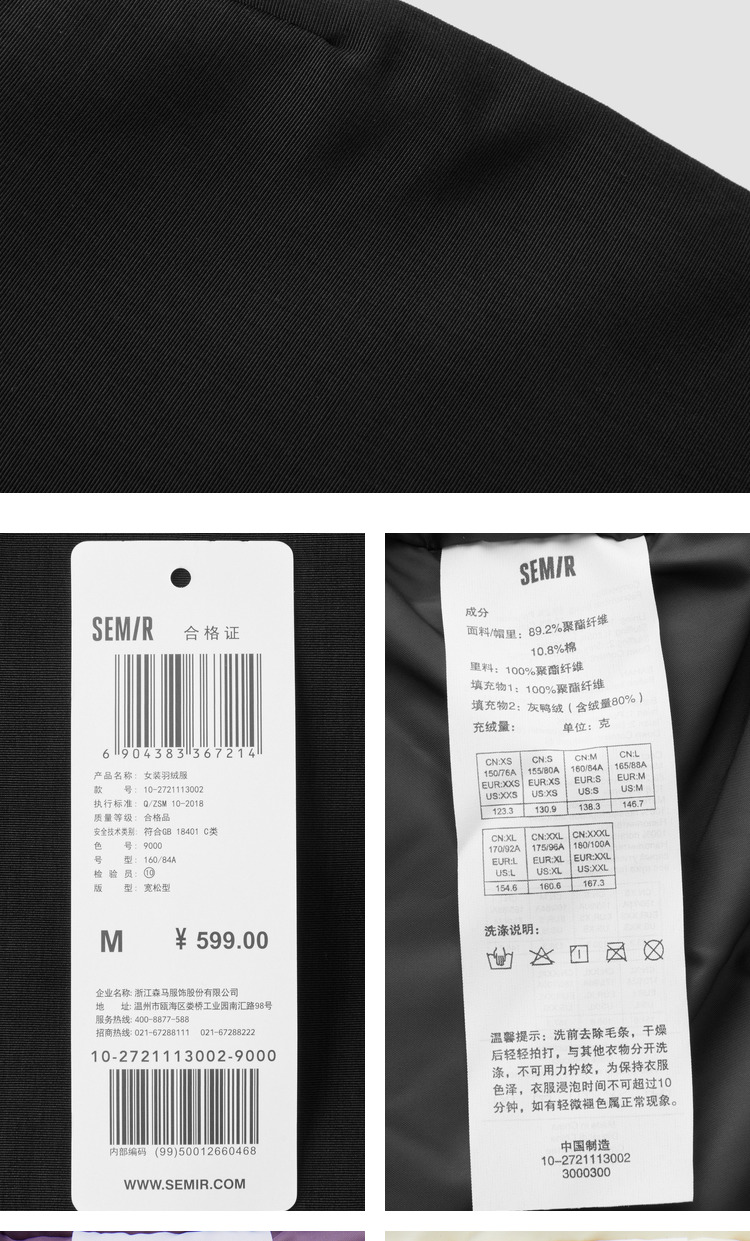 SEMIR 合格证
6 904383 367214
产品名称: 女装羽绒服
款 号: 10-2721113002
执行标准: Q/ZSM 10-2018
质量等级: 合格品
安全技术类别: 符合GB 18401 C类
色 号: 9000
号 型: 160/84A
检 验 员: ⑩
版 型: 宽松型
M ¥ 599.00
企业名称: 浙江森马服饰股份有限公司
地 址: 温州市瓯海区娄桥工业园南汇路98号
服务热线: 400-8877-588
招商热线: 021-67288111 021-67288222
10-2721113002-9000
内部编码 (99)50012660468
WWW.SEMIR.COM
SEMIR
成分
面料/帽里: 89.2%聚酯纤维
10.8%棉
里料: 100%聚酯纤维
填充物1: 100%聚酯纤维
填充物2: 灰鸭绒(含绒量80%)
充绒量: 单位: 克
CN:XS CN:S CN:M CN:L
150/76A 155/80A 160/84A 165/88A
EUR:XXS EUR:XS EUR:S EUR:M
US:XXS US:XS US:S US:M
123.3 130.9 138.3 146.7
CN:XL CN:XXL CN:XXXL
170/92A 175/96A 180/100A
EUR:L EUR:XL EUR:XXL
US:L US:XL US:XXL
154.6 160.6 167.3
洗涤说明:
温馨提示: 洗前去除毛条, 干燥
后轻轻拍打, 与其他衣物分开洗
涤, 不可用力拧绞, 为保持衣服
色泽, 衣服浸泡时间不可超过10
分钟, 如有轻微褪色属正常现象。
中国制造
10-2721113002
3000300